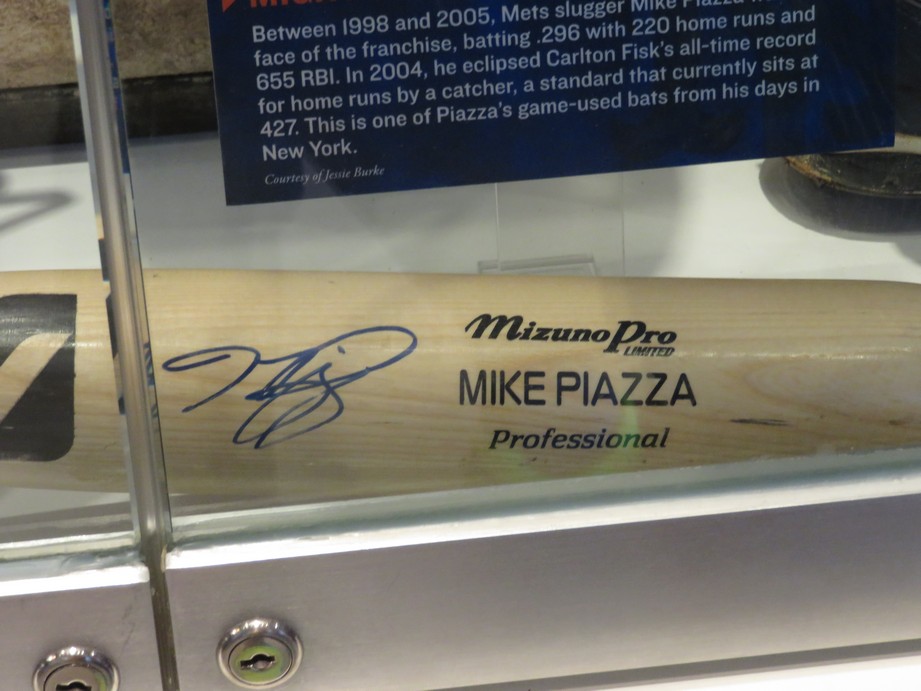 Between 1998 and 2005, Mets slugger Mike Piazza was
face of the franchise, batting .296 with 220 home runs and
655 RBI. In 2004, he eclipsed Carlton Fisk's all-time record
for home runs by a catcher, a standard that currently sits at
427. This is one of Piazza's game-used bats from his days in
New York.
Courtesy of Jessie Burke
Mizuno Pro
LIMITED
MIKE PIAZZA
Professional